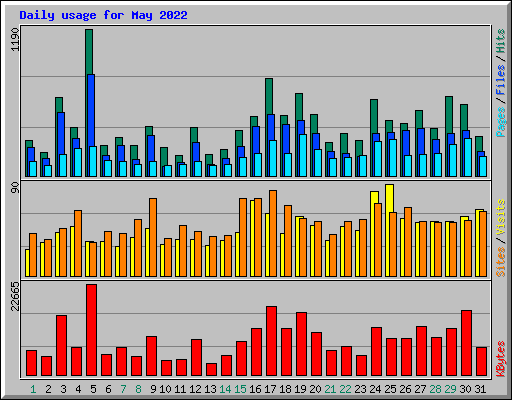 Daily usage for May 2022
1190
Pages / Files / Hits
90
Sites / Visits
22665
KBytes
1 2 3 4 5 6 7 8 9 10 11 12 13 14 15 16 17 18 19 20 21 22 23 24 25 26 27 28 29 30 31